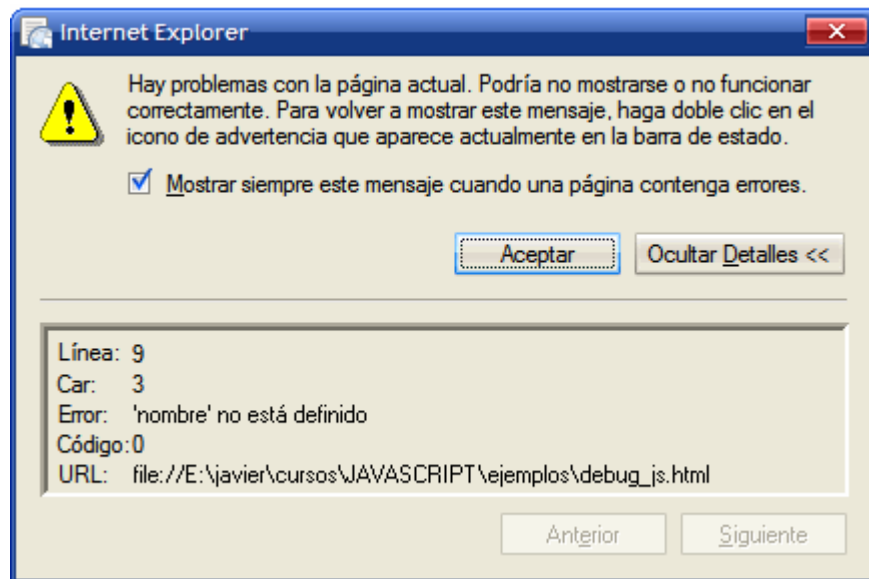 Internet Explorer
Hay problemas con la página actual. Podría no mostrarse o no funcionar
correctamente. Para volver a mostrar este mensaje, haga doble clic en el
icono de advertencia que aparece actualmente en la barra de estado.
Mostrar siempre este mensaje cuando una página contenga errores.
Aceptar Ocultar Detalles <<
Línea: 9
Car: 3
Error: 'nombre' no está definido
Código: 0
URL: file://E:\javier\cursos\JAVASCRIPT\ejemplos\debug_js.html
Anterior Siguiente